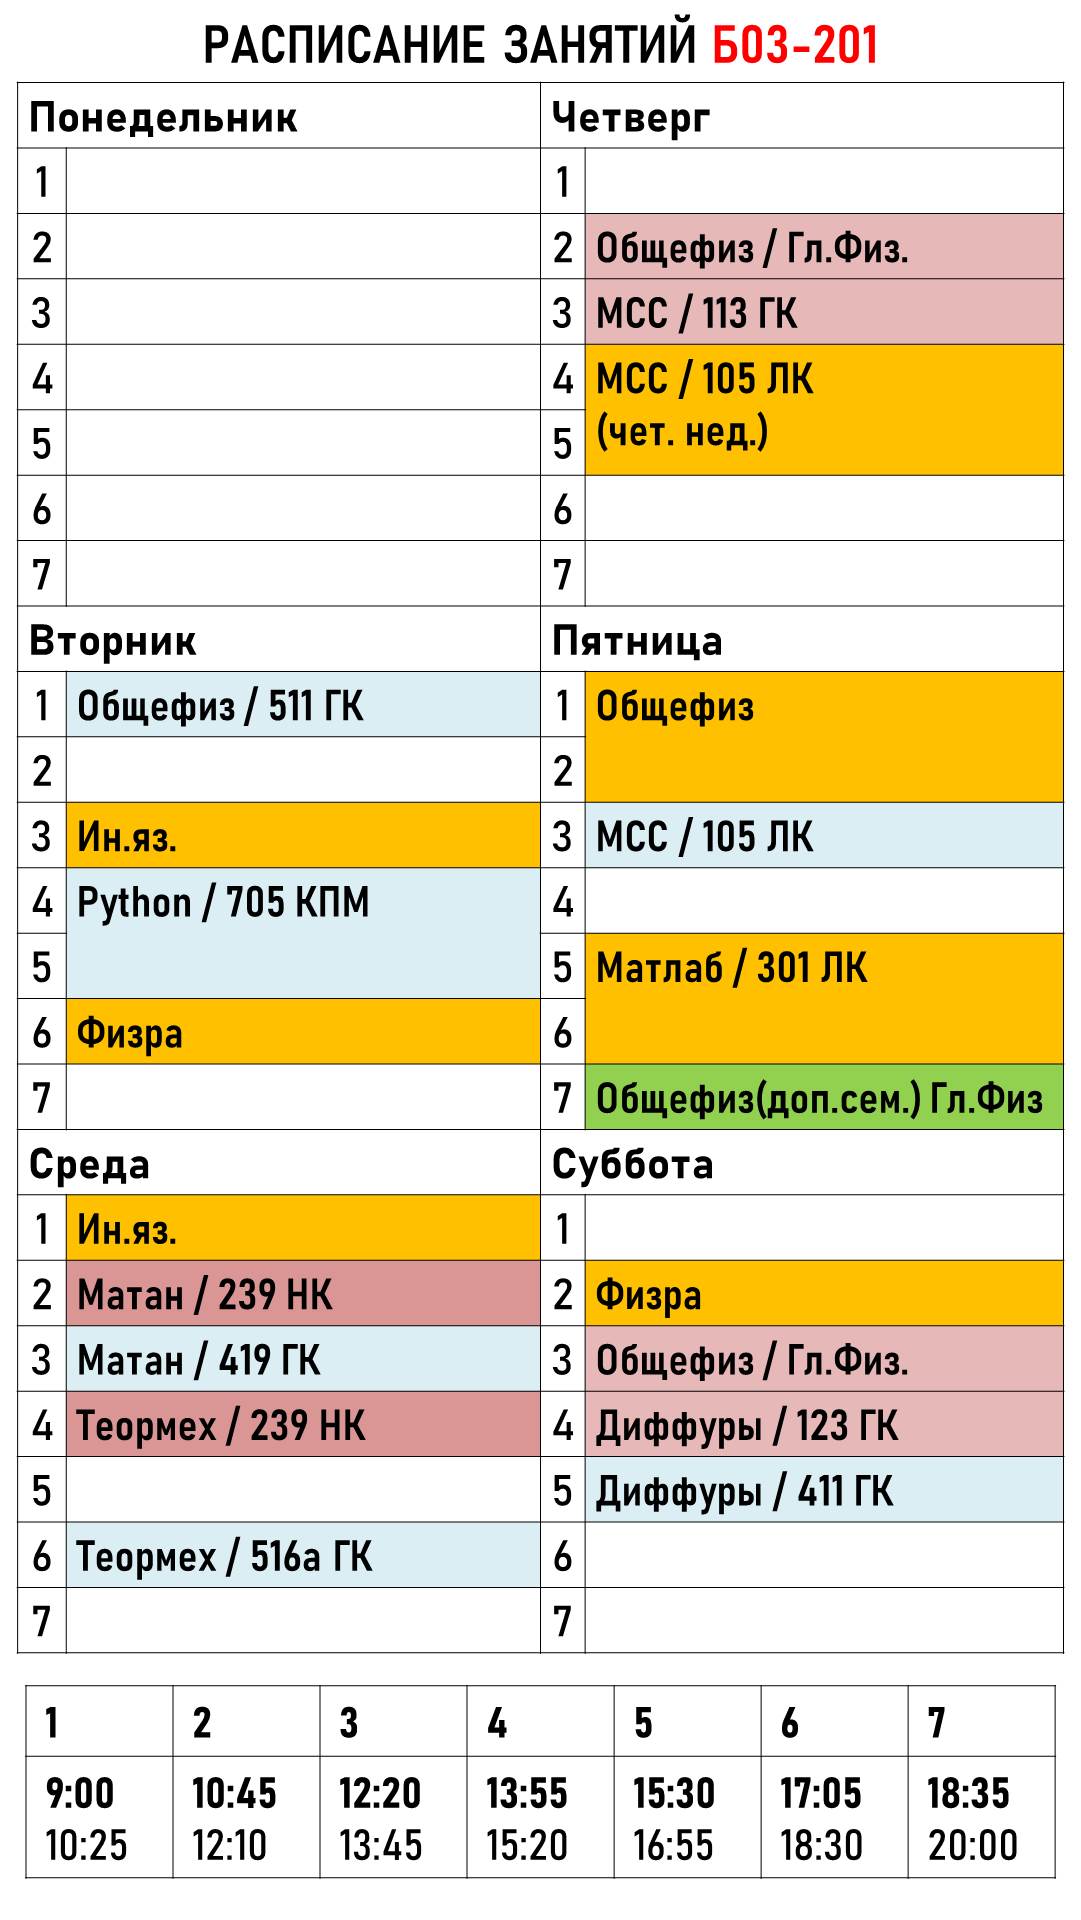 РАСПИСАНИЕ ЗАНЯТИЙ Б03-201
Понедельник
1
2
3
4
5
6
7
Вторник
1 Общефиз / 511 ГК
2
3 Ин.яз.
4 Python / 705 КПМ
5
6 Физра
7
Среда
1 Ин.яз.
2 Матан / 239 НК
3 Матан / 419 ГК
4 Теормех / 239 НК
5
6 Теормех / 516а ГК
7
Четверг
1
2 Общефиз / Гл.Физ.
3 МСС / 113 ГК
4 МСС / 105 ЛК
(чет. нед.)
5
6
7
Пятница
1 Общефиз
2
3 МСС / 105 ЛК
4
5 Матлаб / 301 ЛК
6
7 Общефиз(доп.сем.) Гл.Физ
Суббота
1
2 Физра
3 Общефиз / Гл.Физ.
4 Диффуры / 123 ГК
5 Диффуры / 411 ГК
6
7
1 2 3 4 5 6 7
9:00 10:45 12:20 13:55 15:30 17:05 18:35
10:25 12:10 13:45 15:20 16:55 18:30 20:00